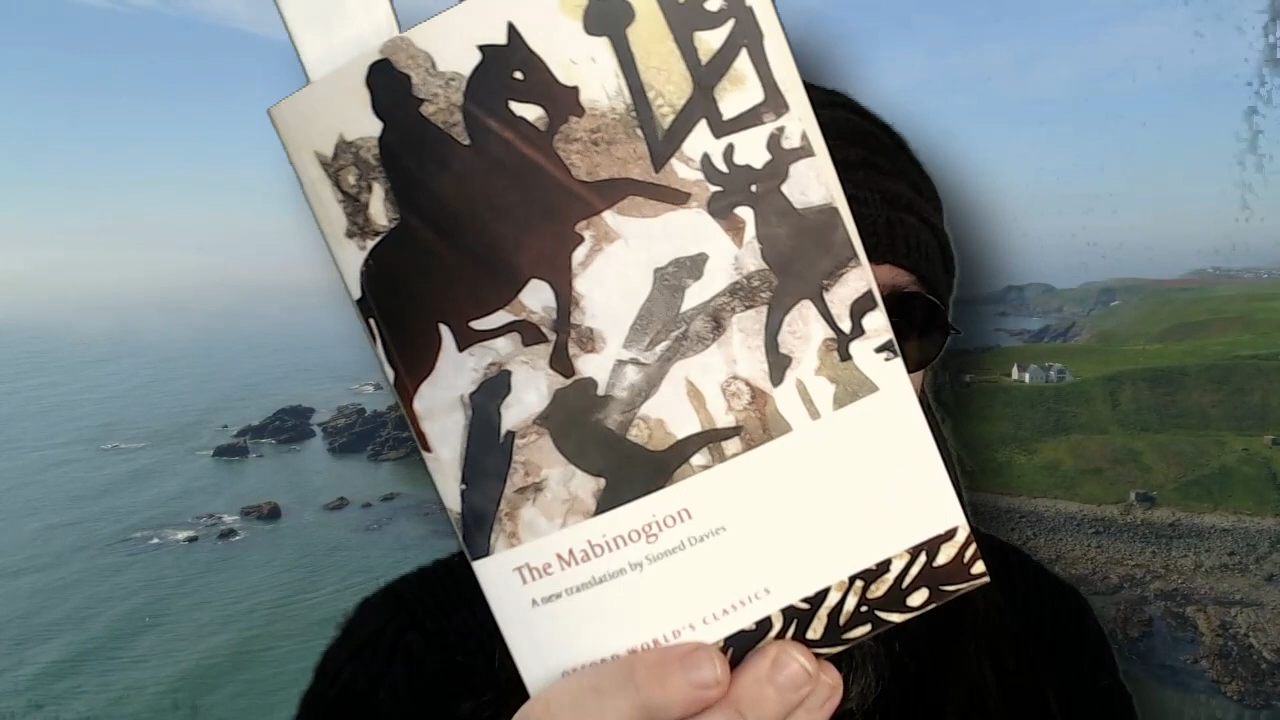 The Mabinogion
A new translation by Sioned Davies
OXFORD WORLD'S CLASSICS